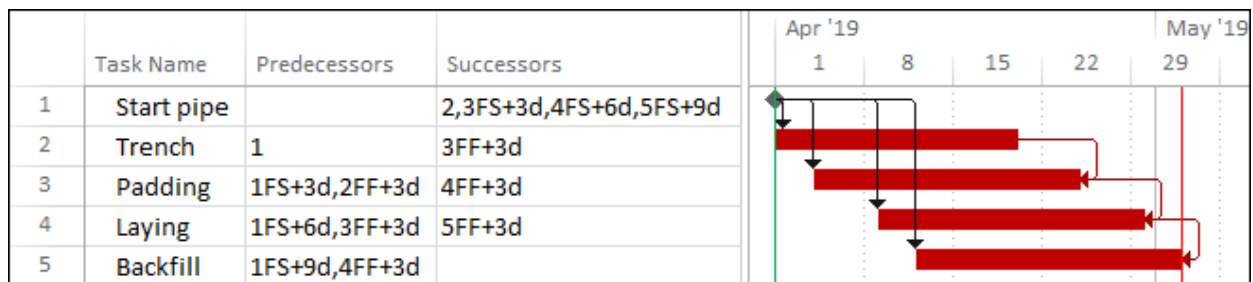 Apr '19 May '19
Task Name Predecessors Successors 1 8 15 22 29
1 Start pipe 2,3FS+3d,4FS+6d,5FS+9d
2 Trench 1 3FF+3d
3 Padding 1FS+3d,2FF+3d 4FF+3d
4 Laying 1FS+6d,3FF+3d 5FF+3d
5 Backfill 1FS+9d,4FF+3d